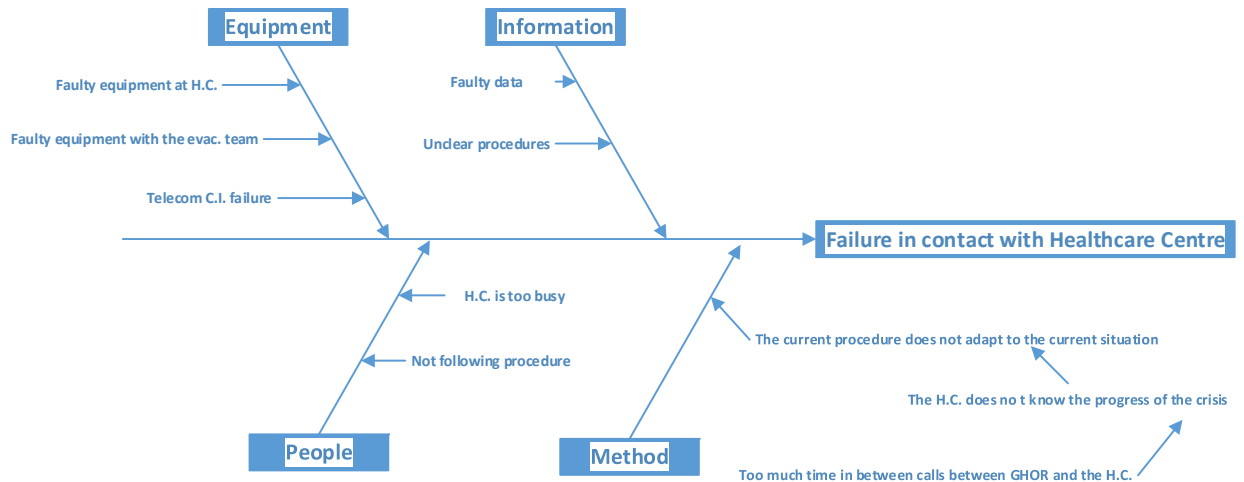 Equipment
Information
Faulty equipment at H.C.
Faulty data
Faulty equipment with the evac. team
Unclear procedures
Telecom C.I. failure
Failure in contact with Healthcare Centre
H.C. is too busy
The current procedure does not adapt to the current situation
Not following procedure
The H.C. does no t know the progress of the crisis
People
Method
Too much time in between calls between GHOR and the H.C.